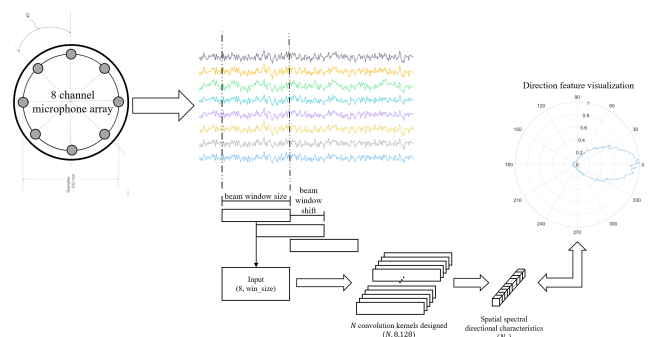 45°
8 channel
microphone array
Diameter
: 102 mm
beam window size
beam
window
shift
Input
(8, win_size)
N convolution kernels designed
(N, 8,128)
Spatial spectral
directional characteristics
(N,)
Direction feature visualization
90
120
60
1
0.8
150
30
0.6
0.4
0.2
180
0
0
210
330
240
300
270